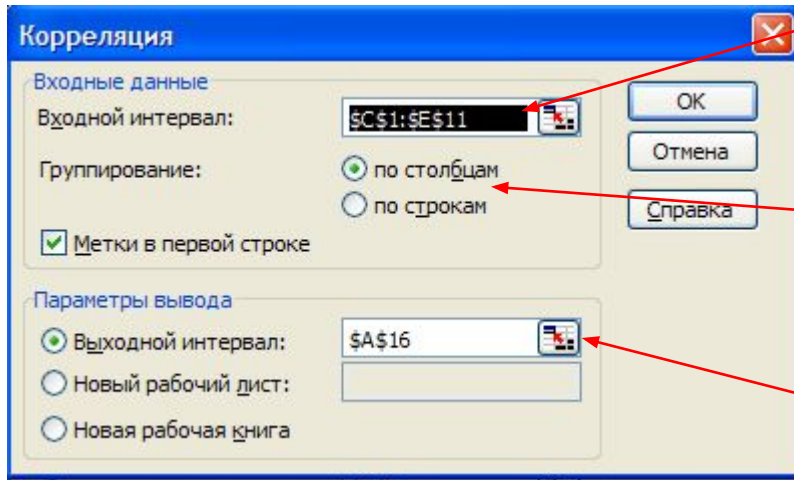 Корреляция
Входные данные
Входной интервал: $C$1:$E$11
Группирование: по столбцам
по строкам
Метки в первой строке
OK
Отмена
Справка
Параметры вывода
Выходной интервал: $A$16
Новый рабочий лист:
Новая рабочая книга